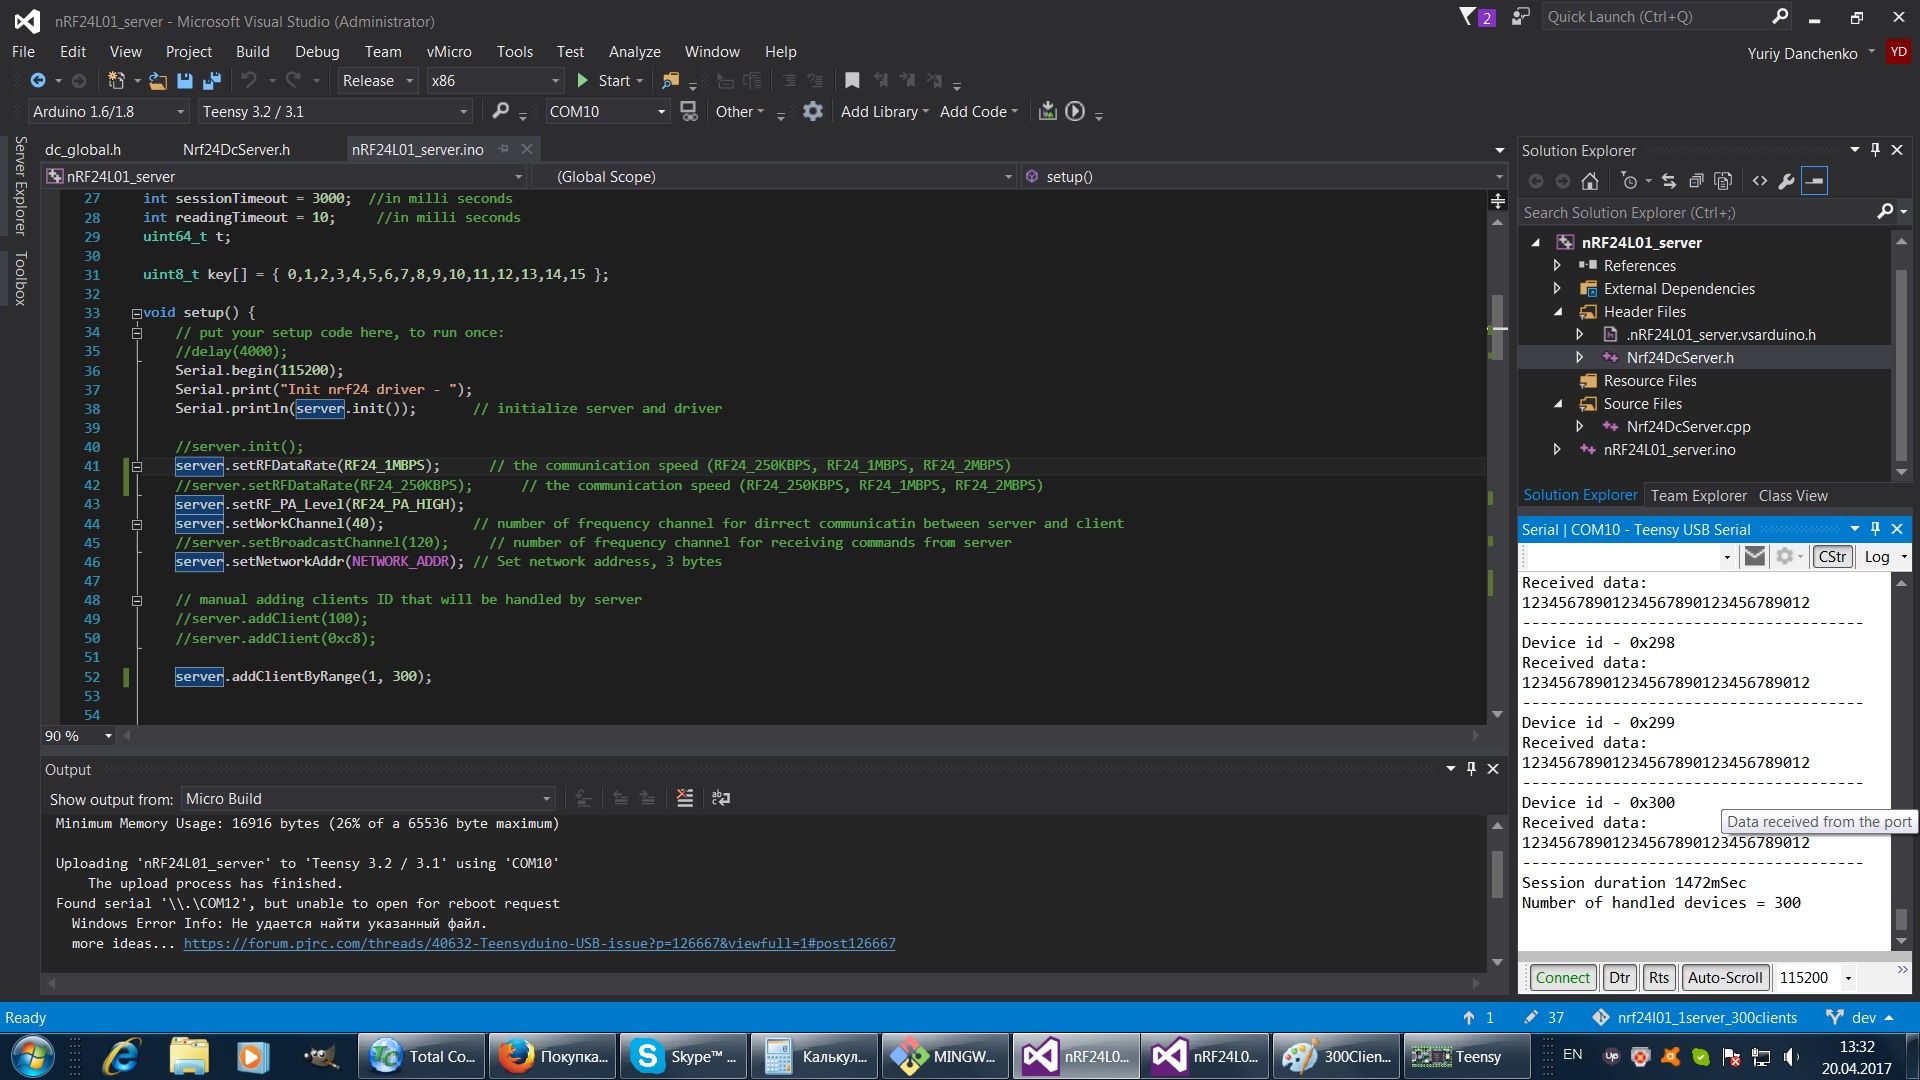 nRF24L01_server - Microsoft Visual Studio (Administrator)
2
Quick Launch (Ctrl+Q)
File Edit View Project Build Debug Team vMicro Tools Test Analyze Window Help
Yuriy Danchenko YD
Release x86 Start
Arduino 1.6/1.8 Teensy 3.2 / 3.1 COM10 Other Add Library Add Code
Server Explorer
Toolbox
dc_global.h Nrf24DcServer.h nRF24L01_server.ino
nRF24L01_server (Global Scope) setup()
27 int sessionTimeout = 3000; //in milli seconds
28 int readingTimeout = 10; //in milli seconds
29 uint64_t t;
30
31 uint8_t key[] = { 0,1,2,3,4,5,6,7,8,9,10,11,12,13,14,15 };
32
33 void setup() {
34 // put your setup code here, to run once:
35 //delay(4000);
36 Serial.begin(115200);
37 Serial.print("Init nrf24 driver - ");
38 Serial.println(server.init()); // initialize server and driver
39
40 //server.init();
41 server.setRFDataRate(RF24_1MBPS); // the communication speed (RF24_250KBPS, RF24_1MBPS, RF24_2MBPS)
42 //server.setRFDataRate(RF24_250KBPS); // the communication speed (RF24_250KBPS, RF24_1MBPS, RF24_2MBPS)
43 server.setRF_PA_Level(RF24_PA_HIGH);
44 server.setWorkChannel(40); // number of frequency channel for dirrect communicatin between server and client
45 //server.setBroadcastChannel(120); // number of frequency channel for receiving commands from server
46 server.setNetworkAddr(NETWORK_ADDR); // Set network address, 3 bytes
47
48 // manual adding clients ID that will be handled by server
49 //server.addClient(100);
50 //server.addClient(0xc8);
51
52 server.addClientByRange(1, 300);
53
54
90 %
Output
Show output from: Micro Build
Minimum Memory Usage: 16916 bytes (26% of a 65536 byte maximum)
Uploading 'nRF24L01_server' to 'Teensy 3.2 / 3.1' using 'COM10'
The upload process has finished.
Found serial '\\.\COM12', but unable to open for reboot request
Windows Error Info: Не удается найти указанный файл.
more ideas... https://forum.pjrc.com/threads/40632-Teensyduino-USB-issue?p=126667&viewfull=1#post126667
Solution Explorer
Search Solution Explorer (Ctrl+;)
nRF24L01_server
References
External Dependencies
Header Files
.nRF24L01_server.vsarduino.h
Nrf24DcServer.h
Resource Files
Source Files
Nrf24DcServer.cpp
nRF24L01_server.ino
Solution Explorer Team Explorer Class View
Serial | COM10 - Teensy USB Serial
CStr Log
Received data:
12345678901234567890123456789012
--------------------------------------
Device id - 0x298
Received data:
12345678901234567890123456789012
--------------------------------------
Device id - 0x299
Received data:
12345678901234567890123456789012
--------------------------------------
Device id - 0x300
Received data:
Data received from the port
12345678901234567890123456789012
--------------------------------------
Session duration 1472mSec
Number of handled devices = 300
Connect Dtr Rts Auto-Scroll 115200
Ready 1 37 nrf24l01_1server_300clients dev
Total Co... Покупка... Skype™ ... Калькул... MINGW... nRF24L0... nRF24L0... 300Clien... Teensy EN
13:32
20.04.2017